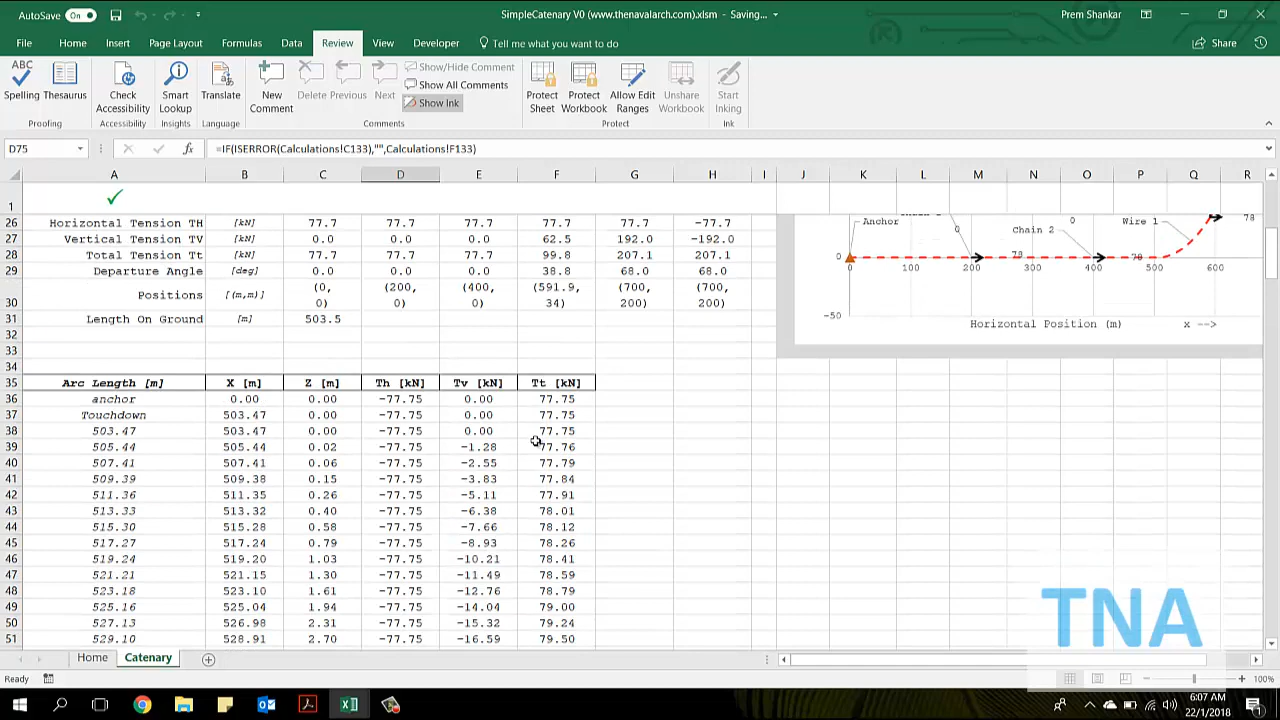 AutoSave On
SimpleCatenary V0 (www.thenavalarch.com).xlsm - Saving...
Prem Shankar
File Home Insert Page Layout Formulas Data Review View Developer Tell me what you want to do Share
ABC
Spelling Thesaurus Check Accessibility Smart Lookup Translate New Comment Delete Previous Next Show/Hide Comment Show All Comments Show Ink Protect Sheet Protect Workbook Allow Edit Ranges Unshare Workbook Start Inking
Proofing Accessibility Insights Language Comments Protect Ink
D75 fx =IF(ISERROR(Calculations!C133),"",Calculations!F133)
A B C D E F G H I J K L M N O P Q R
1
26 Horizontal Tension TH [kN] 77.7 77.7 77.7 77.7 77.7 -77.7
27 Vertical Tension TV [kN] 0.0 0.0 0.0 62.5 192.0 -192.0
28 Total Tension Tt [kN] 77.7 77.7 77.7 99.8 207.1 207.1
29 Departure Angle [deg] 0.0 0.0 0.0 38.8 68.0 68.0
30 Positions [(m,m)] (0, 0) (200, 0) (400, 0) (591.9, 34) (700, 200) (700, 200)
31 Length On Ground [m] 503.5
32
33
34
35 Arc Length [m] X [m] Z [m] Th [kN] Tv [kN] Tt [kN]
36 anchor 0.00 0.00 -77.75 0.00 77.75
37 Touchdown 503.47 0.00 -77.75 0.00 77.75
38 503.47 503.47 0.00 -77.75 0.00 77.75
39 505.44 505.44 0.02 -77.75 -1.28 77.76
40 507.41 507.41 0.06 -77.75 -2.55 77.79
41 509.39 509.38 0.15 -77.75 -3.83 77.84
42 511.36 511.35 0.26 -77.75 -5.11 77.91
43 513.33 513.32 0.40 -77.75 -6.38 78.01
44 515.30 515.28 0.58 -77.75 -7.66 78.12
45 517.27 517.24 0.79 -77.75 -8.93 78.26
46 519.24 519.20 1.03 -77.75 -10.21 78.41
47 521.21 521.15 1.30 -77.75 -11.49 78.59
48 523.18 523.10 1.61 -77.75 -12.76 78.79
49 525.16 525.04 1.94 -77.75 -14.04 79.00
50 527.13 526.98 2.31 -77.75 -15.32 79.24
51 529.10 528.91 2.70 -77.75 -16.59 79.50
Anchor 0 Chain 2 0 Wire 1 78
0 78
0 100 200 300 400 500 600
-50
Horizontal Position (m) x -->
TNA
Home Catenary
Ready 100%
6:07 AM
22/1/2018